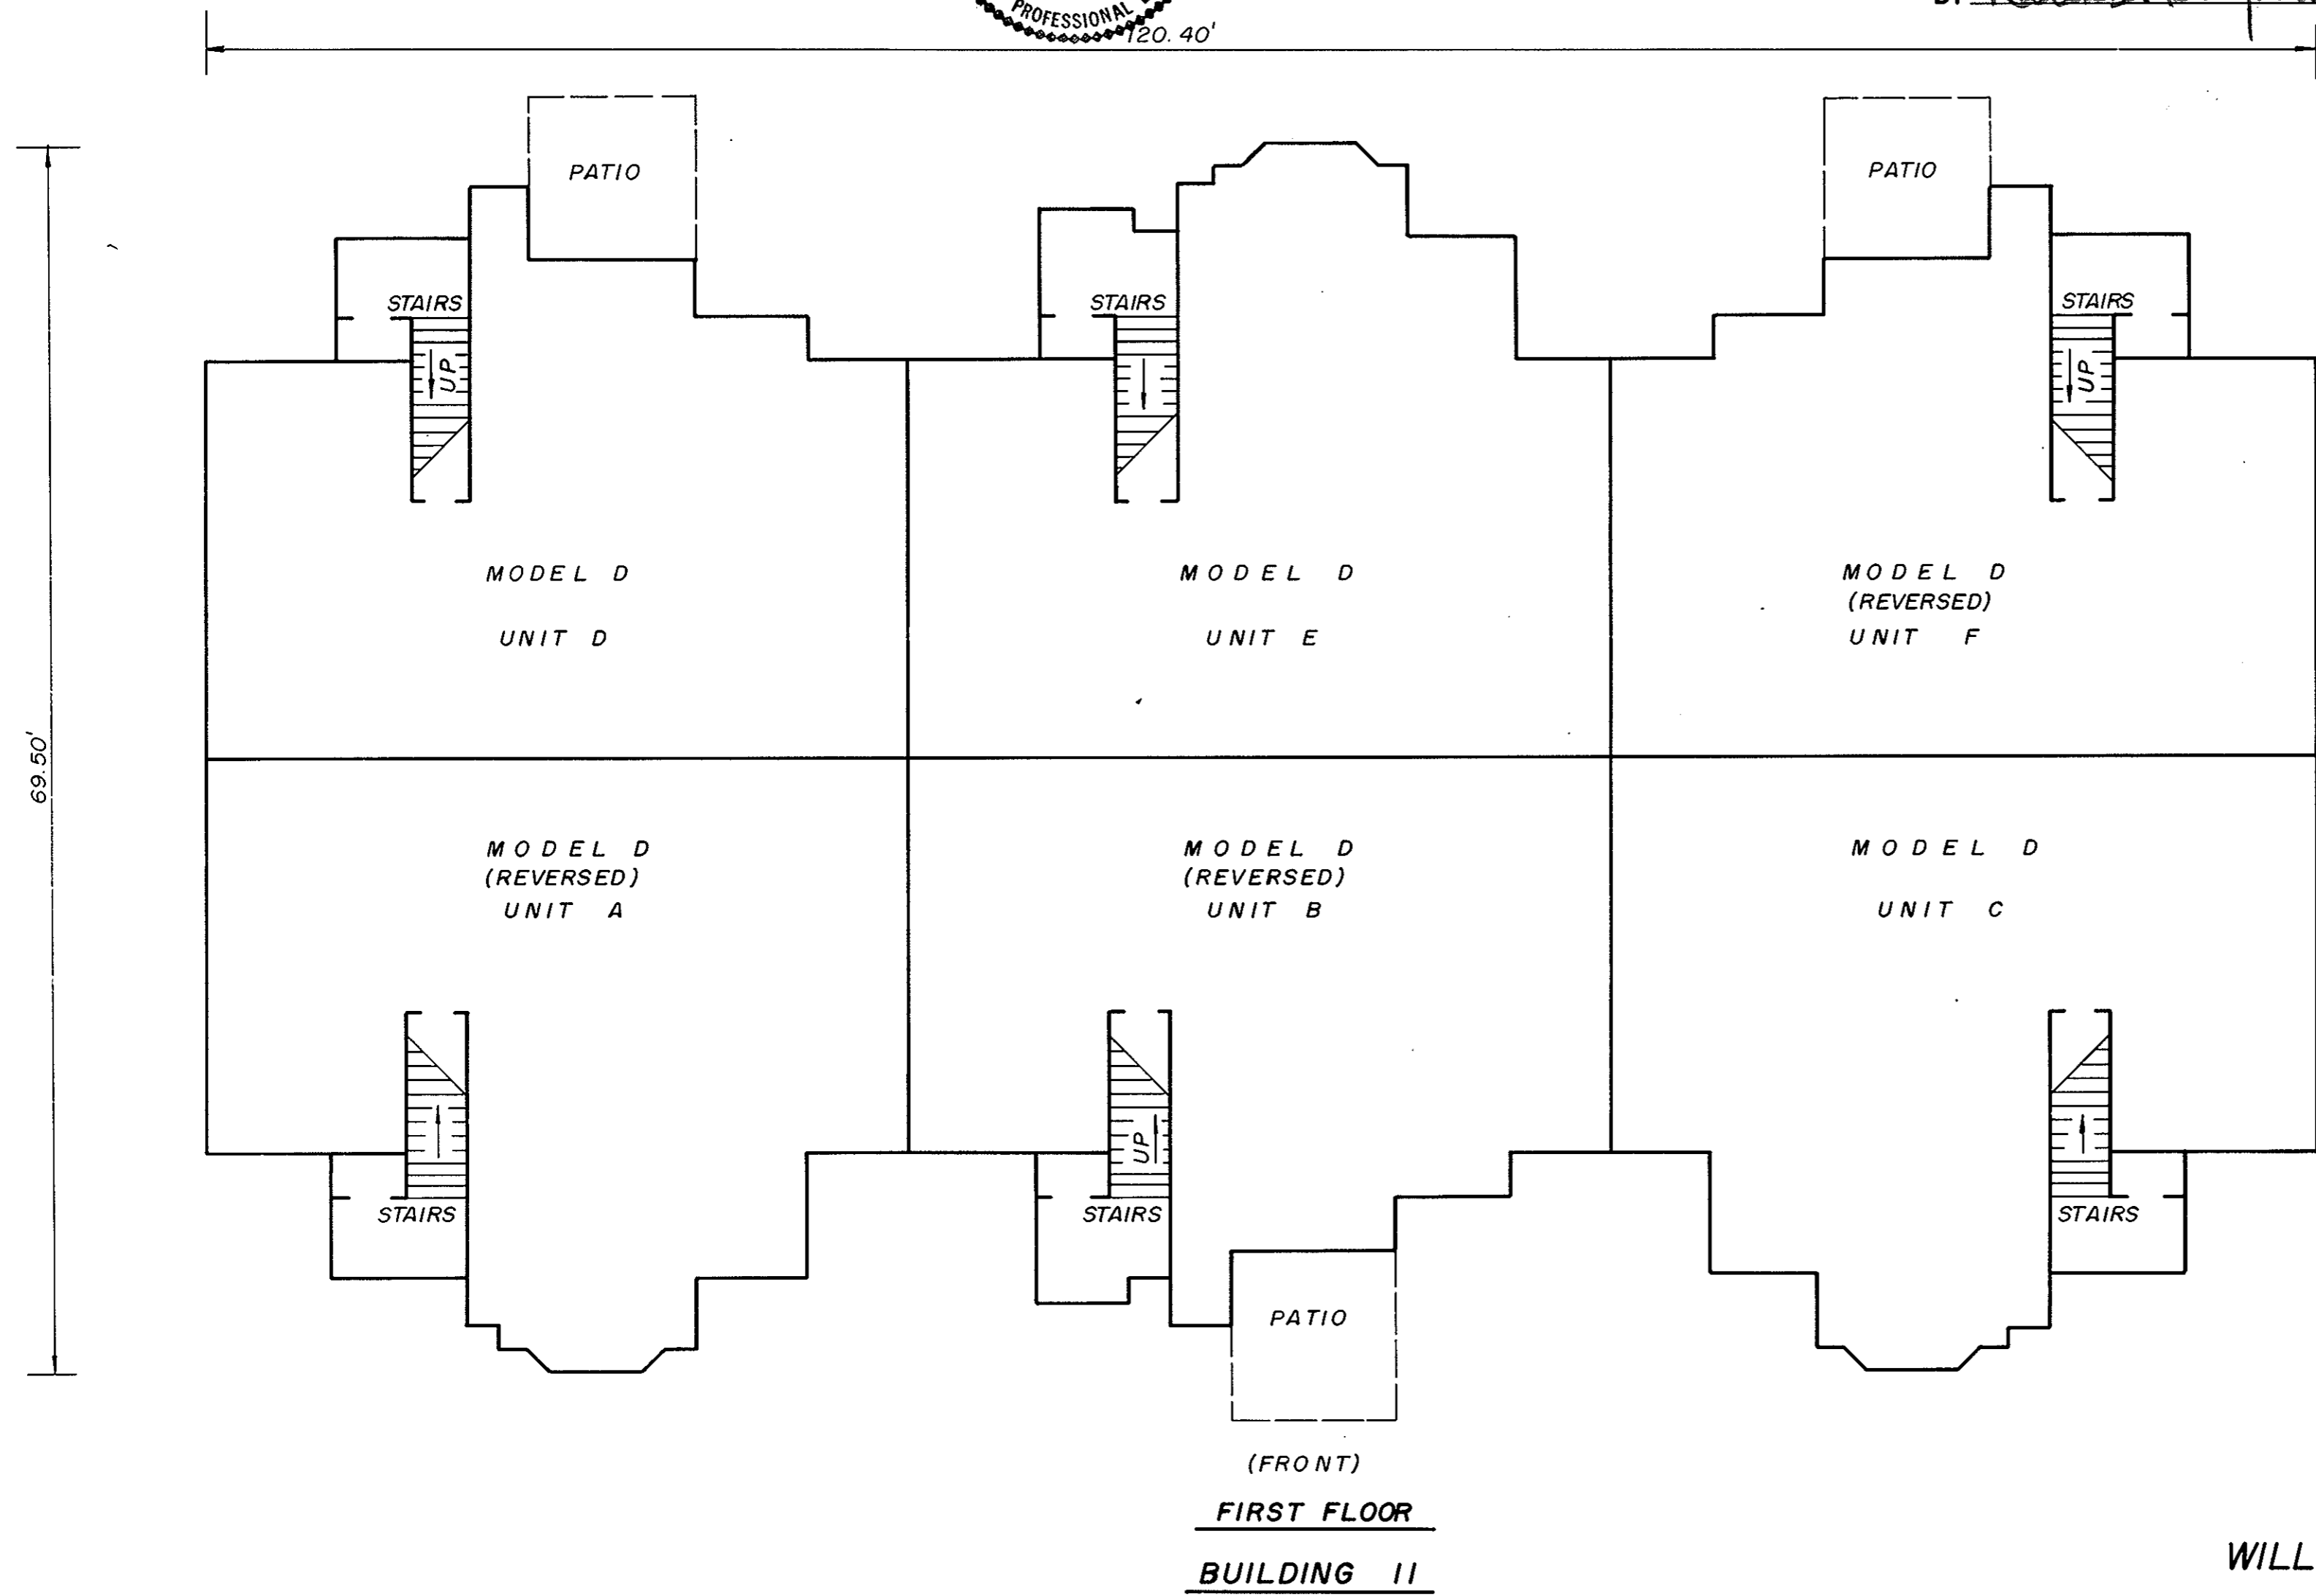 PROFESSIONAL
120.40'
PATIO
PATIO
STAIRS
STAIRS
STAIRS
UP
UP
MODEL D
UNIT D
MODEL D
UNIT E
MODEL D
(REVERSED)
UNIT F
69.50'
MODEL D
(REVERSED)
UNIT A
MODEL D
(REVERSED)
UNIT B
MODEL D
UNIT C
UP
STAIRS
STAIRS
STAIRS
PATIO
(FRONT)
FIRST FLOOR
BUILDING 11
WILL